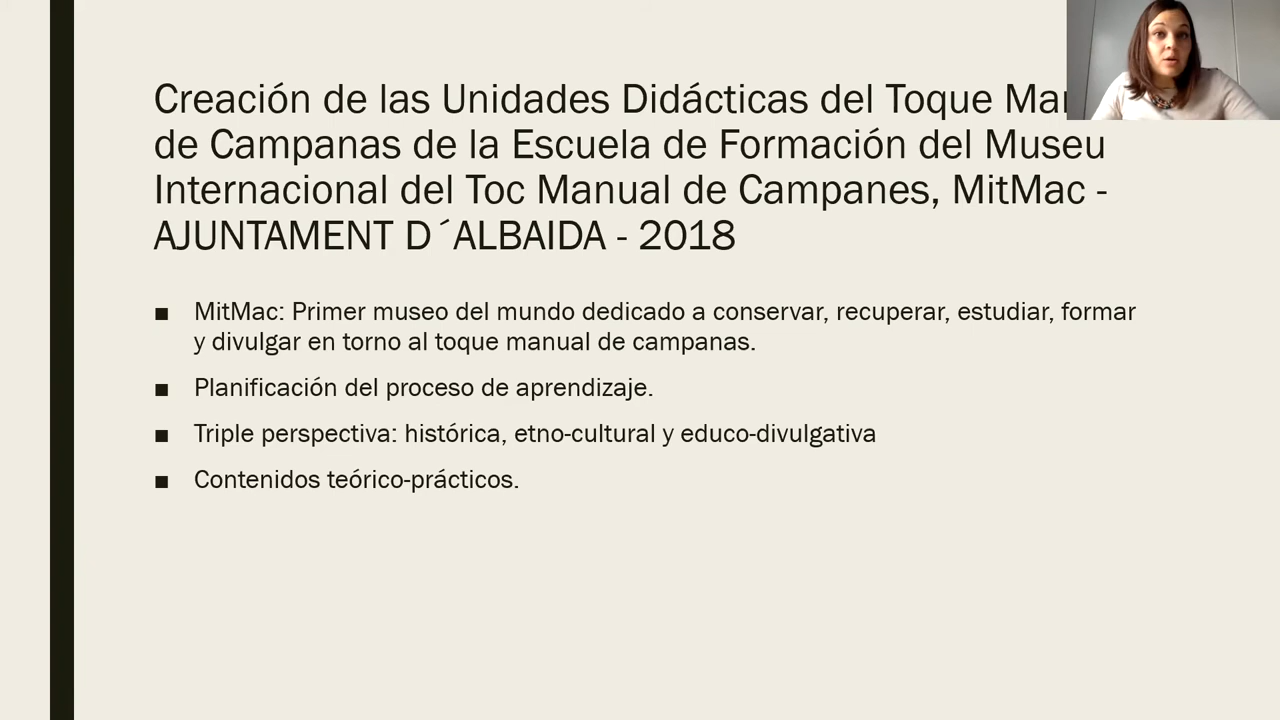 Creación de las Unidades Didácticas del Toque
de Campanas de la Escuela de Formación del Museu
Internacional del Toc Manual de Campanes, MitMac -
AJUNTAMENT D´ALBAIDA - 2018
■ MitMac: Primer museo del mundo dedicado a conservar, recuperar, estudiar, formar
y divulgar en torno al toque manual de campanas.
■ Planificación del proceso de aprendizaje.
■ Triple perspectiva: histórica, etno-cultural y educo-divulgativa
■ Contenidos teórico-prácticos.